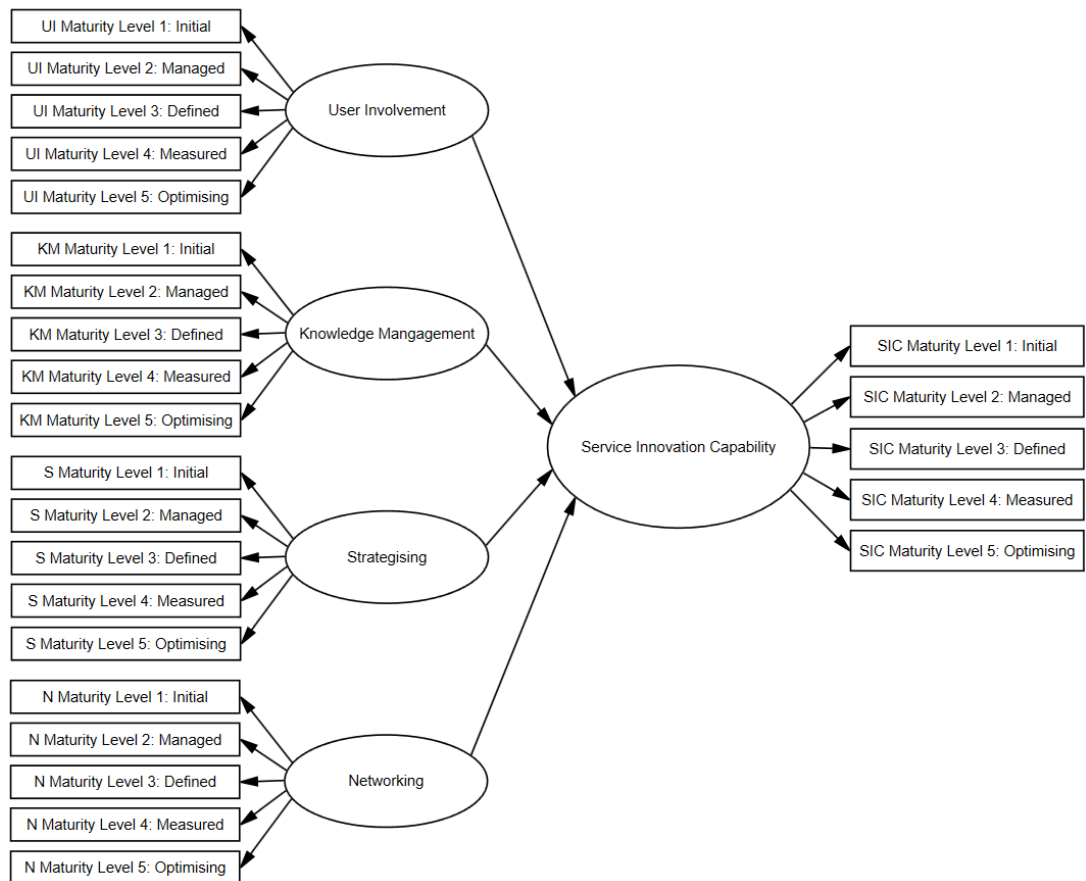 UI Maturity Level 1: Initial
UI Maturity Level 2: Managed
UI Maturity Level 3: Defined
UI Maturity Level 4: Measured
UI Maturity Level 5: Optimising
User Involvement
KM Maturity Level 1: Initial
KM Maturity Level 2: Managed
KM Maturity Level 3: Defined
KM Maturity Level 4: Measured
KM Maturity Level 5: Optimising
Knowledge Mangagement
S Maturity Level 1: Initial
S Maturity Level 2: Managed
S Maturity Level 3: Defined
S Maturity Level 4: Measured
S Maturity Level 5: Optimising
Strategising
N Maturity Level 1: Initial
N Maturity Level 2: Managed
N Maturity Level 3: Defined
N Maturity Level 4: Measured
N Maturity Level 5: Optimising
Networking
Service Innovation Capability
SIC Maturity Level 1: Initial
SIC Maturity Level 2: Managed
SIC Maturity Level 3: Defined
SIC Maturity Level 4: Measured
SIC Maturity Level 5: Optimising